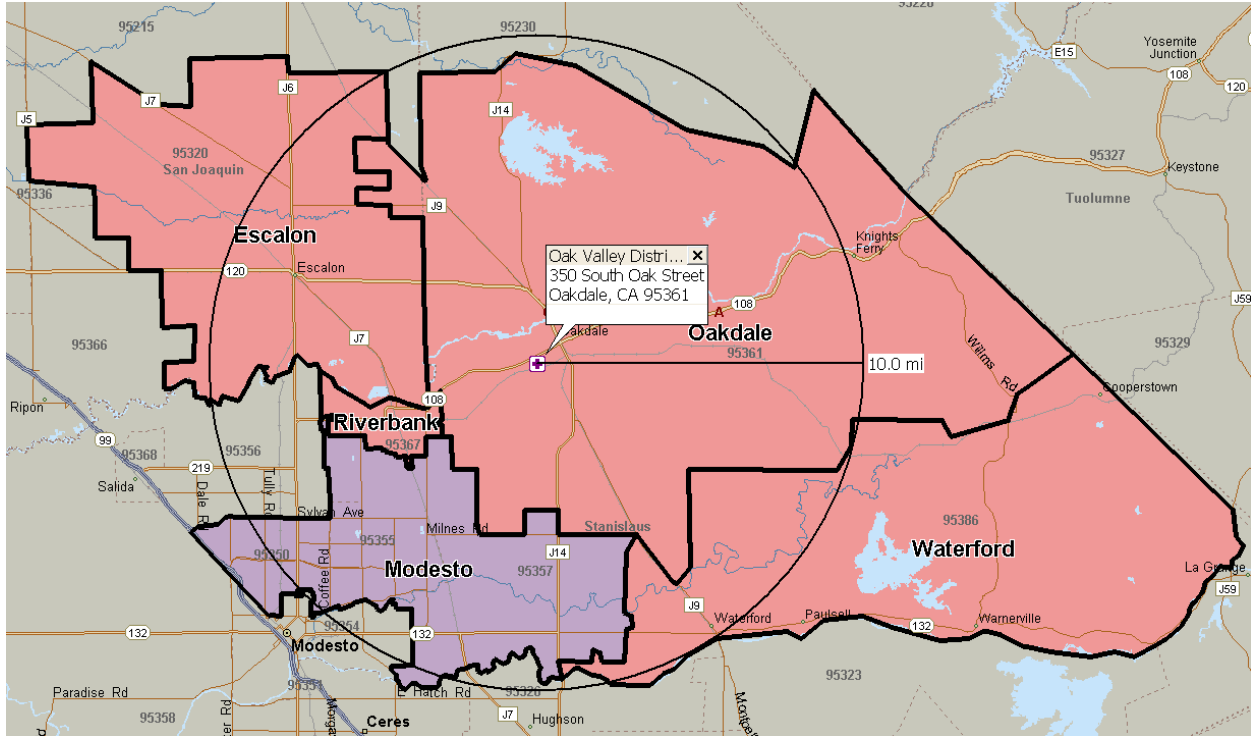 95215
95230
95228
E15
Yosemite
Junction
108
120
J7
J6
J14
J5
95320
San Joaquin
95327
Keystone
95336
Tuolumne
J9
Escalon
Knights
Ferry
120
Escalon
Oak Valley Distri...
350 South Oak Street
Oakdale, CA 95361
108
J59
A
Oakdale
Oakdale
J7
95366
95361
95329
10.0 mi
Willms Rd
Cooperstown
Ripon
108
Riverbank
99
95367
95368
95356
219
Salida
Dale Rd
Tully Rd
Sylvan Ave
Milnes Rd
Stanislaus
95386
95350
95355
J14
Waterford
Coffee Rd
Modesto
95357
La Grange
J59
J9
Waterford
Paulsell
132
95354
132
132
Warnerville
Modesto
95323
95351
Paradise Rd
E Hatch Rd
95326
95358
Ceres
J7
Hughson